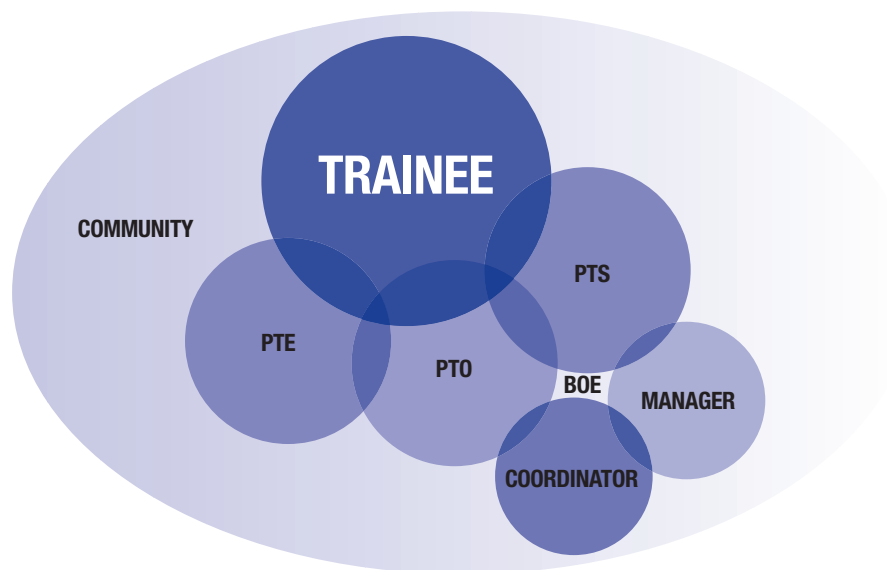 TRAINEE
COMMUNITY
PTS
PTE
PTO
BOE
MANAGER
COORDINATOR